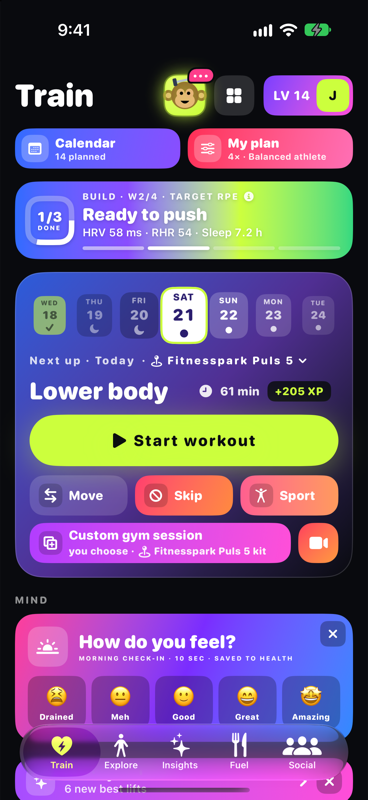 9:41
Train
LV 14 J
Calendar
14 planned
My plan
4× · Balanced athlete
1/3
DONE
BUILD · W2/4 · TARGET RPE
Ready to push
HRV 58 ms · RHR 54 · Sleep 7.2 h
WED THU FRI SAT SUN MON TUE
18 19 20 21 22 23 24
Next up · Today · Fitnesspark Puls 5
Lower body
61 min
+205 XP
Start workout
Move
Skip
Sport
Custom gym session
you choose · Fitnesspark Puls 5 kit
MIND
How do you feel?
MORNING CHECK-IN · 10 SEC · SAVED TO HEALTH
Drained Meh Good Great Amazing
Train Explore Insights Fuel Social
6 new best lifts